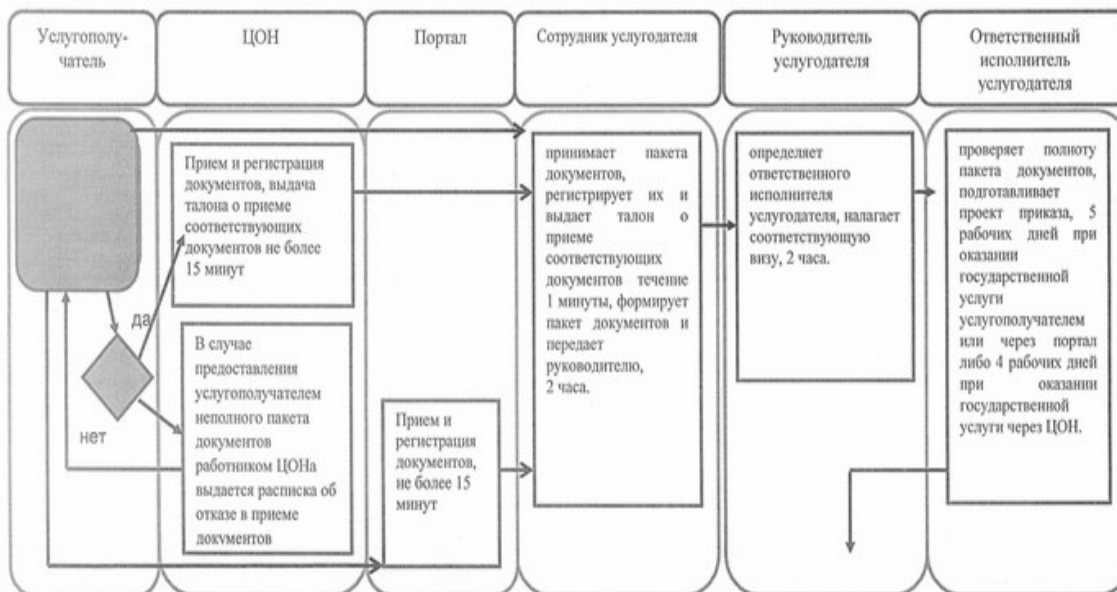 Услугополу-
чатель
ЦОН
Портал
Сотрудник услугодателя
Руководитель
услугодателя
Ответственный
исполнитель
услугодателя
Прием и регистрация
документов, выдача
талона о приеме
соответствующих
документов не более
15 минут
да
нет
В случае
предоставления
услугополучателем
неполного пакета
документов
работником ЦОНа
выдается расписка об
отказе в приеме
документов
Прием и
регистрация
документов,
не более 15
минут
принимает пакета
документов,
регистрирует их и
выдает талон о
приеме
соответствующих
документов течение
1 минуты, формирует
пакет документов и
передает
руководителю,
2 часа.
определяет
ответственного
исполнителя
услугодателя, налагает
соответствующую
визу, 2 часа.
проверяет полноту
пакета документов,
подготавливает
проект приказа, 5
рабочих дней при
оказании
государственной
услуги
услугополучателем
или через портал
либо 4 рабочих дней
при оказании
государственной
услуги через ЦОН.